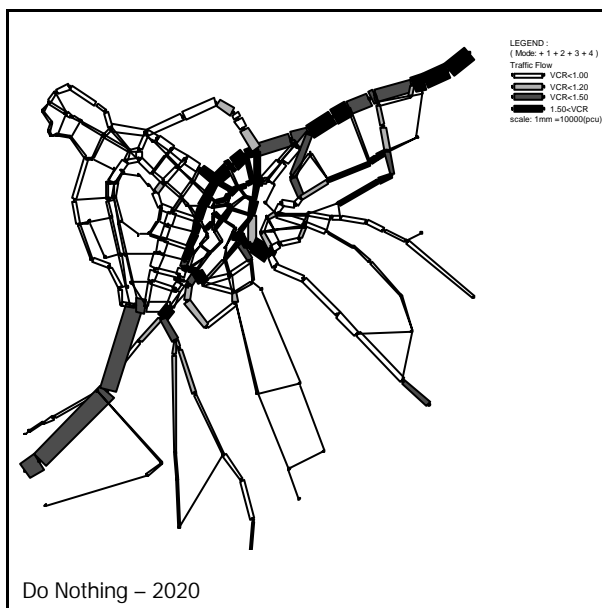 LEGEND :
( Mode: + 1 + 2 + 3 + 4 )
Traffic Flow
VCR<1.00
VCR<1.20
VCR<1.50
1.50<VCR
scale: 1mm =10000(pcu)
Do Nothing – 2020